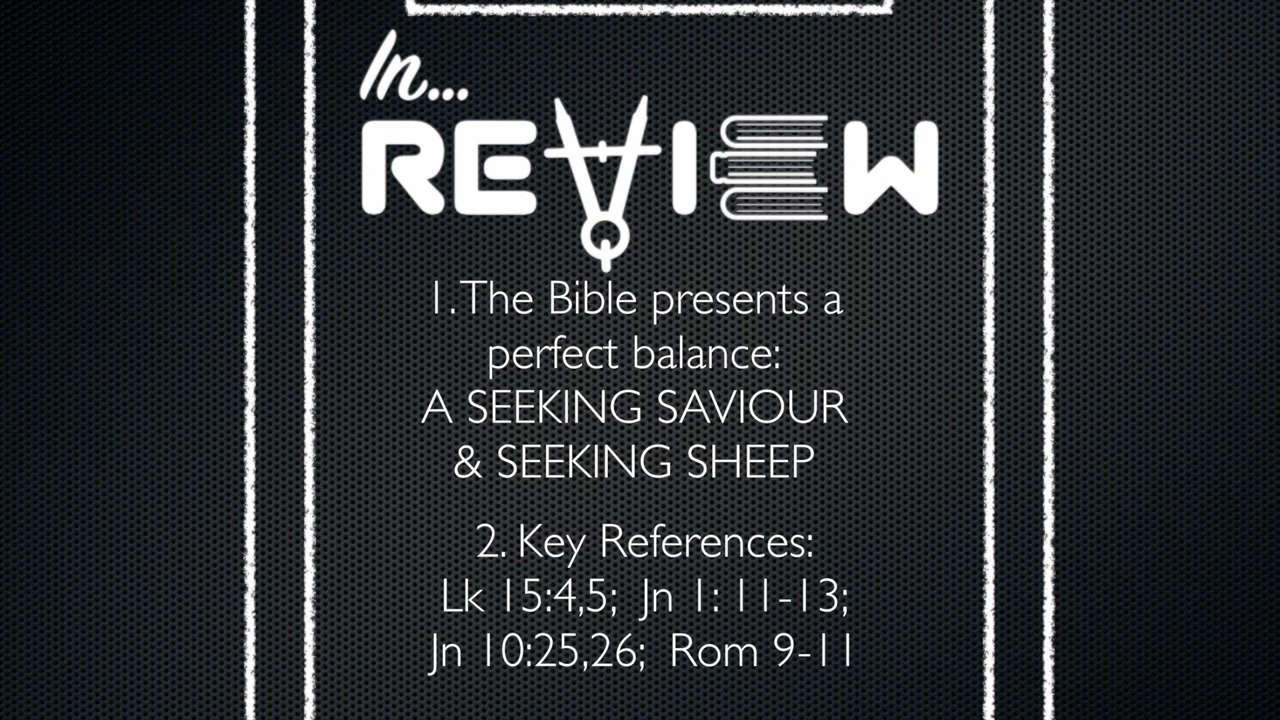 In...
REVIEW
1. The Bible presents a
perfect balance:
A SEEKING SAVIOUR
& SEEKING SHEEP
2. Key References:
Lk 15:4,5; Jn 1: 11-13;
Jn 10:25,26; Rom 9-11